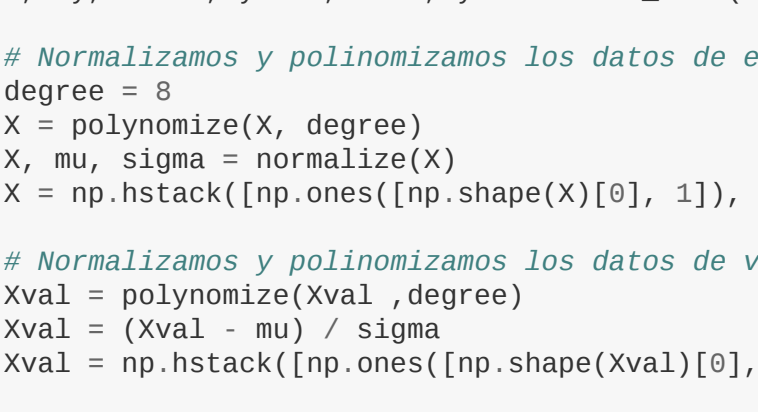 # Normalizamos y polinomizamos los datos de e
degree = 8
X = polynomize(X, degree)
X, mu, sigma = normalize(X)
X = np.hstack([np.ones([np.shape(X)[0], 1]),
# Normalizamos y polinomizamos los datos de v
Xval = polynomize(Xval ,degree)
Xval = (Xval - mu) / sigma
Xval = np.hstack([np.ones([np.shape(Xval)[0],